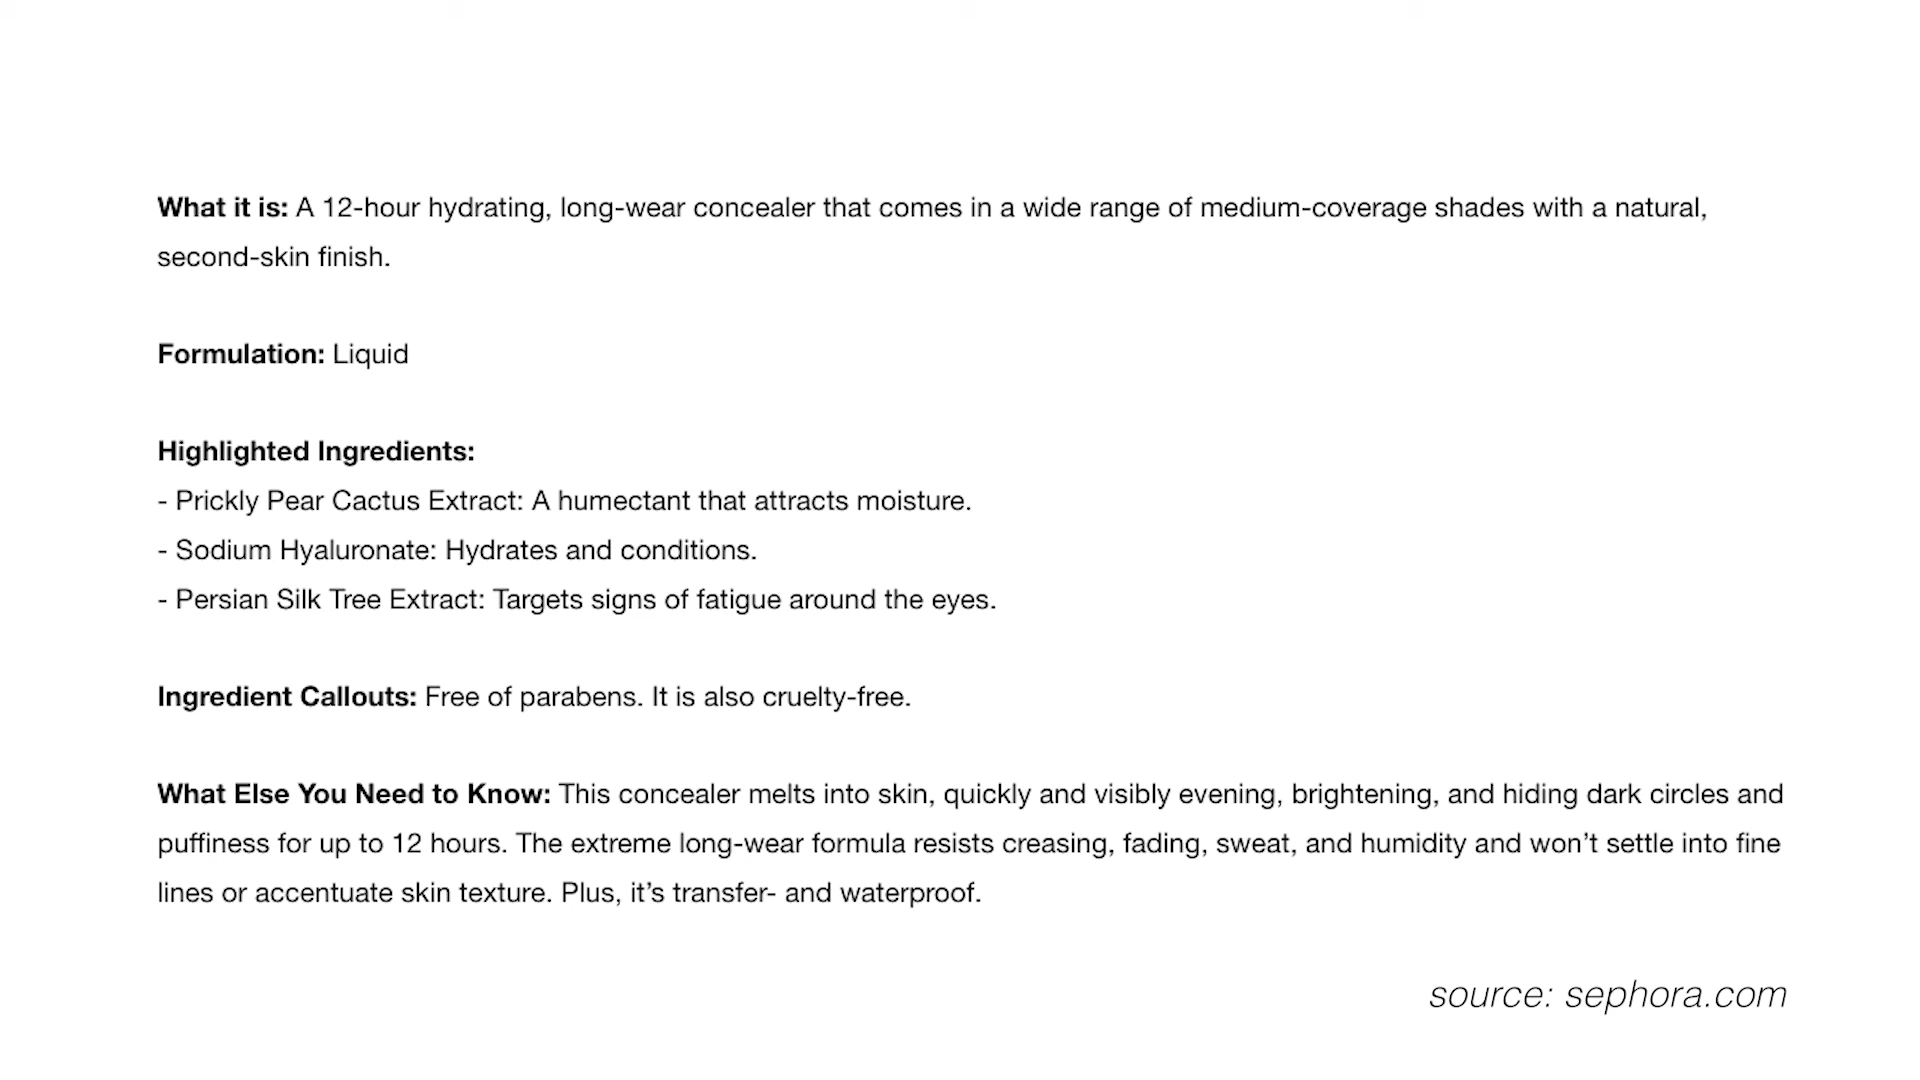 What it is: A 12-hour hydrating, long-wear concealer that comes in a wide range of medium-coverage shades with a natural,
second-skin finish.
Formulation: Liquid
Highlighted Ingredients:
- Prickly Pear Cactus Extract: A humectant that attracts moisture.
- Sodium Hyaluronate: Hydrates and conditions.
- Persian Silk Tree Extract: Targets signs of fatigue around the eyes.
Ingredient Callouts: Free of parabens. It is also cruelty-free.
What Else You Need to Know: This concealer melts into skin, quickly and visibly evening, brightening, and hiding dark circles and
puffiness for up to 12 hours. The extreme long-wear formula resists creasing, fading, sweat, and humidity and won’t settle into fine
lines or accentuate skin texture. Plus, it’s transfer- and waterproof.
source: sephora.com